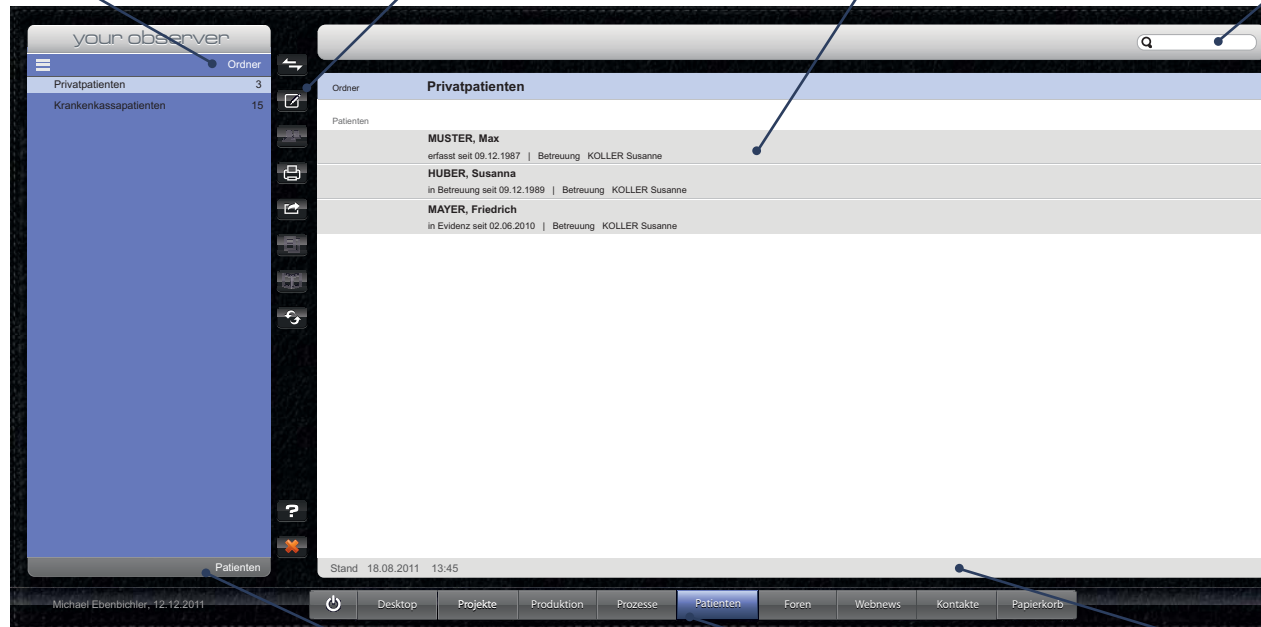 your observer
Ordner
Privatpatienten 3
Krankenkassapatienten 15
Ordner Privatpatienten
Patienten
MUSTER, Max
erfasst seit 09.12.1987 | Betreuung KOLLER Susanne
HUBER, Susanna
in Betreuung seit 09.12.1989 | Betreuung KOLLER Susanne
MAYER, Friedrich
in Evidenz seit 02.06.2010 | Betreuung KOLLER Susanne
?
Patienten
Stand 18.08.2011 13:45
Michael Ebenbichler, 12.12.2011
Desktop Projekte Produktion Prozesse Patienten Foren Webnews Kontakte Papierkorb